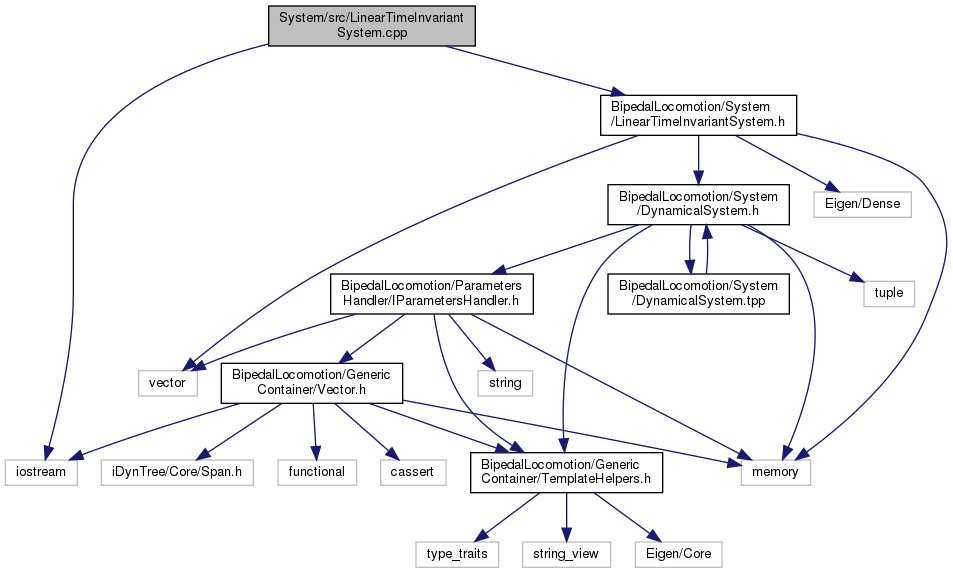 System/src/LinearTimeInvariant
System.cpp
BipedalLocomotion/System
/LinearTimeInvariantSystem.h
BipedalLocomotion/System
/DynamicalSystem.h
Eigen/Dense
BipedalLocomotion/Parameters
Handler/IParametersHandler.h
BipedalLocomotion/System
/DynamicalSystem.tpp
tuple
vector
BipedalLocomotion/Generic
Container/Vector.h
string
iostream
iDynTree/Core/Span.h
functional
cassert
BipedalLocomotion/Generic
Container/TemplateHelpers.h
memory
type_traits
string_view
Eigen/Core